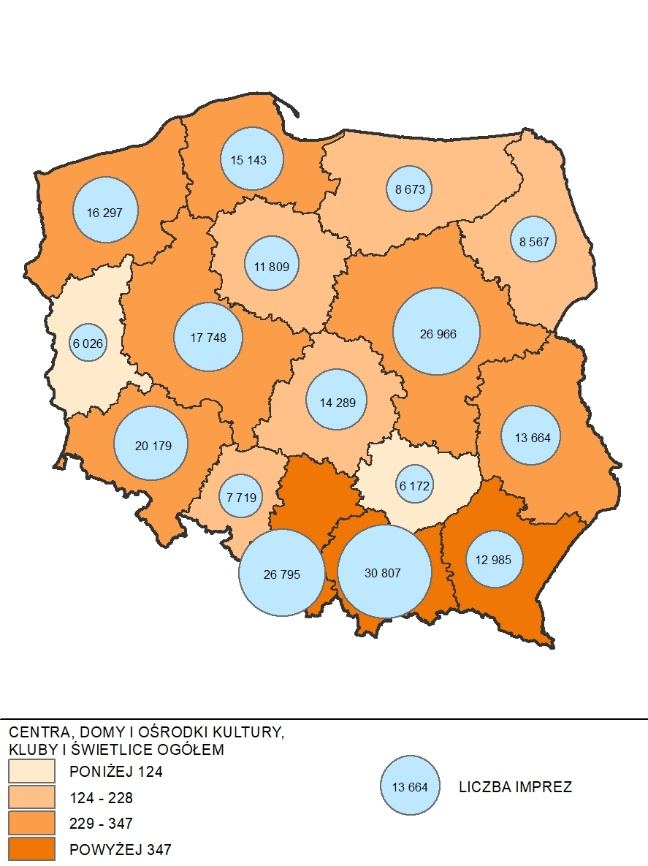 15 143
8 673
16 297
8 567
11 809
26 966
17 748
6 026
14 289
13 664
20 179
6 172
7 719
12 985
26 795
30 807
CENTRA, DOMY I OŚRODKI KULTURY,
KLUBY I ŚWIETLICE OGÓŁEM
PONIŻEJ 124
124 - 228
229 - 347
POWYŻEJ 347
13 664
LICZBA IMPREZ